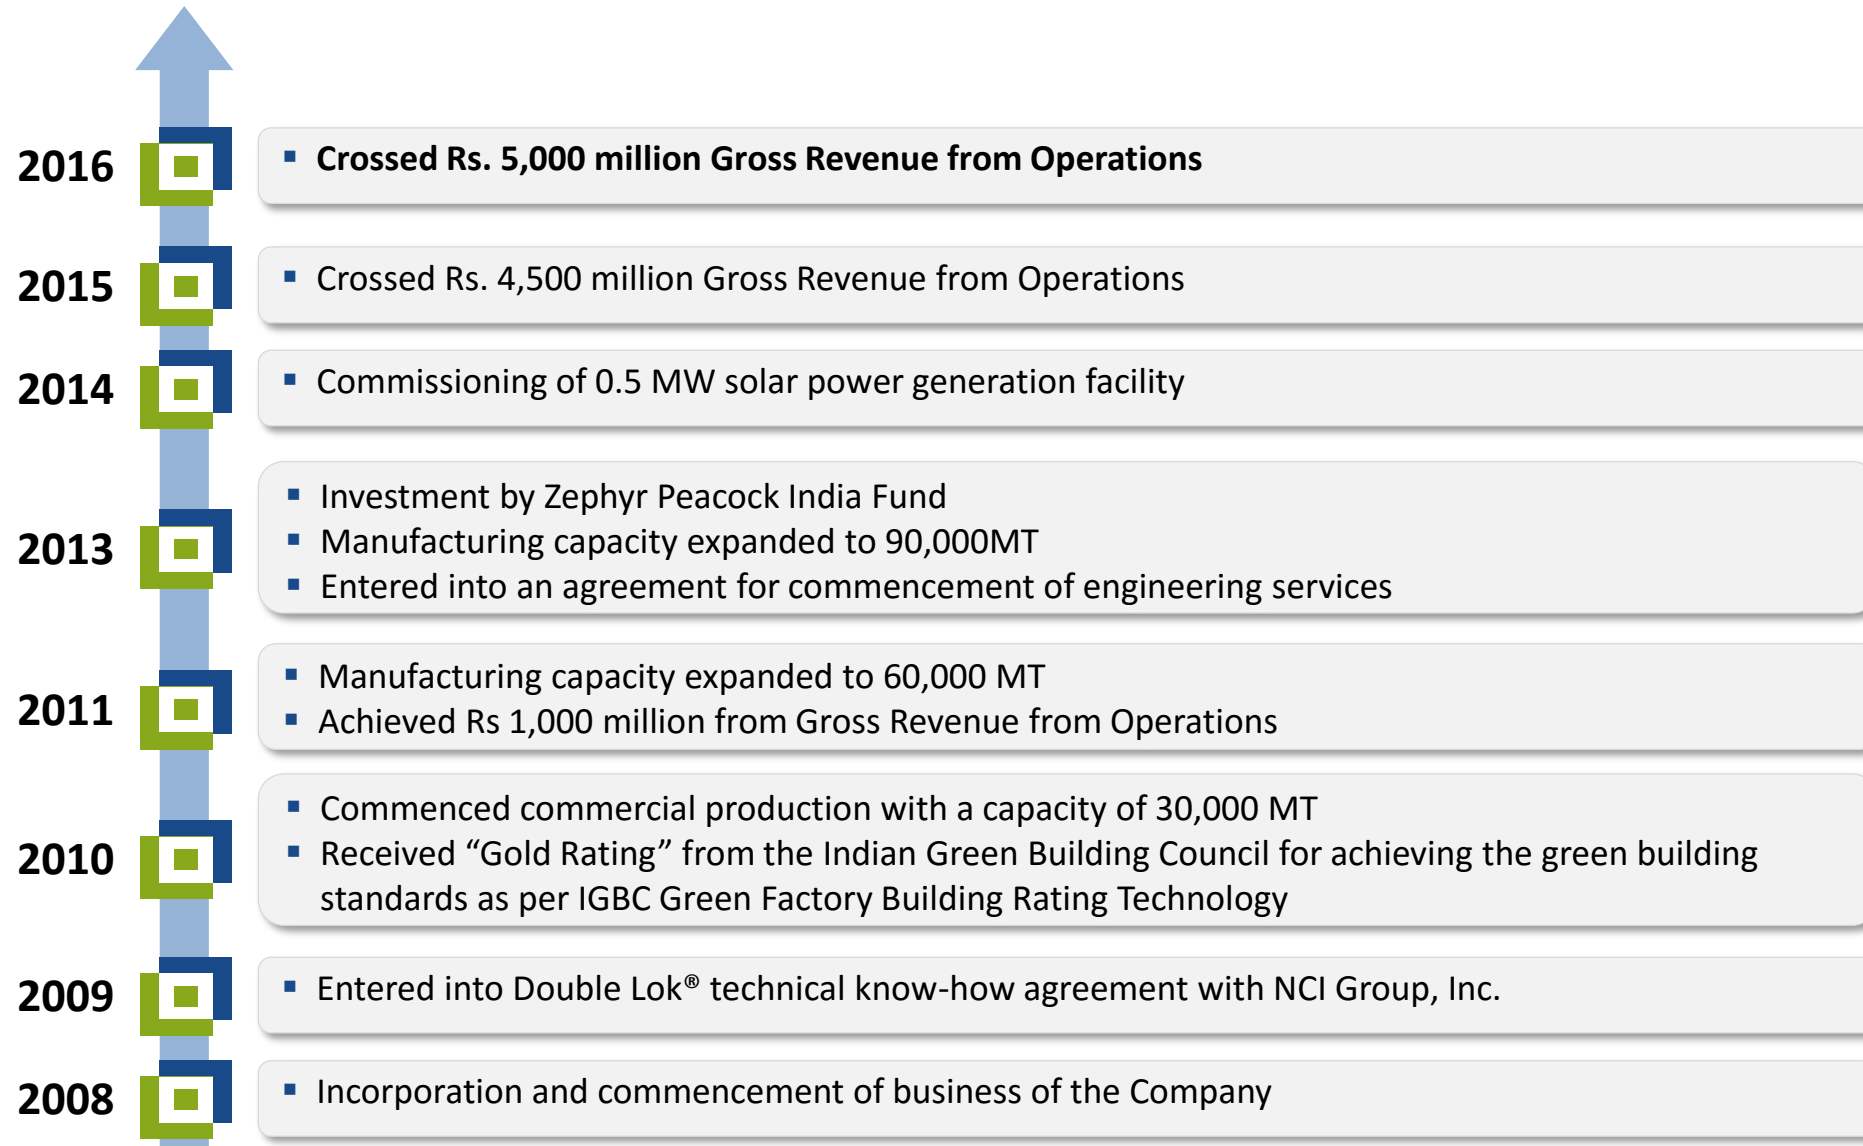 2016
▪ Crossed Rs. 5,000 million Gross Revenue from Operations
2015
▪ Crossed Rs. 4,500 million Gross Revenue from Operations
2014
▪ Commissioning of 0.5 MW solar power generation facility
2013
▪ Investment by Zephyr Peacock India Fund
▪ Manufacturing capacity expanded to 90,000MT
▪ Entered into an agreement for commencement of engineering services
2011
▪ Manufacturing capacity expanded to 60,000 MT
▪ Achieved Rs 1,000 million from Gross Revenue from Operations
2010
▪ Commenced commercial production with a capacity of 30,000 MT
▪ Received “Gold Rating” from the Indian Green Building Council for achieving the green building
standards as per IGBC Green Factory Building Rating Technology
2009
▪ Entered into Double Lok® technical know-how agreement with NCI Group, Inc.
2008
▪ Incorporation and commencement of business of the Company